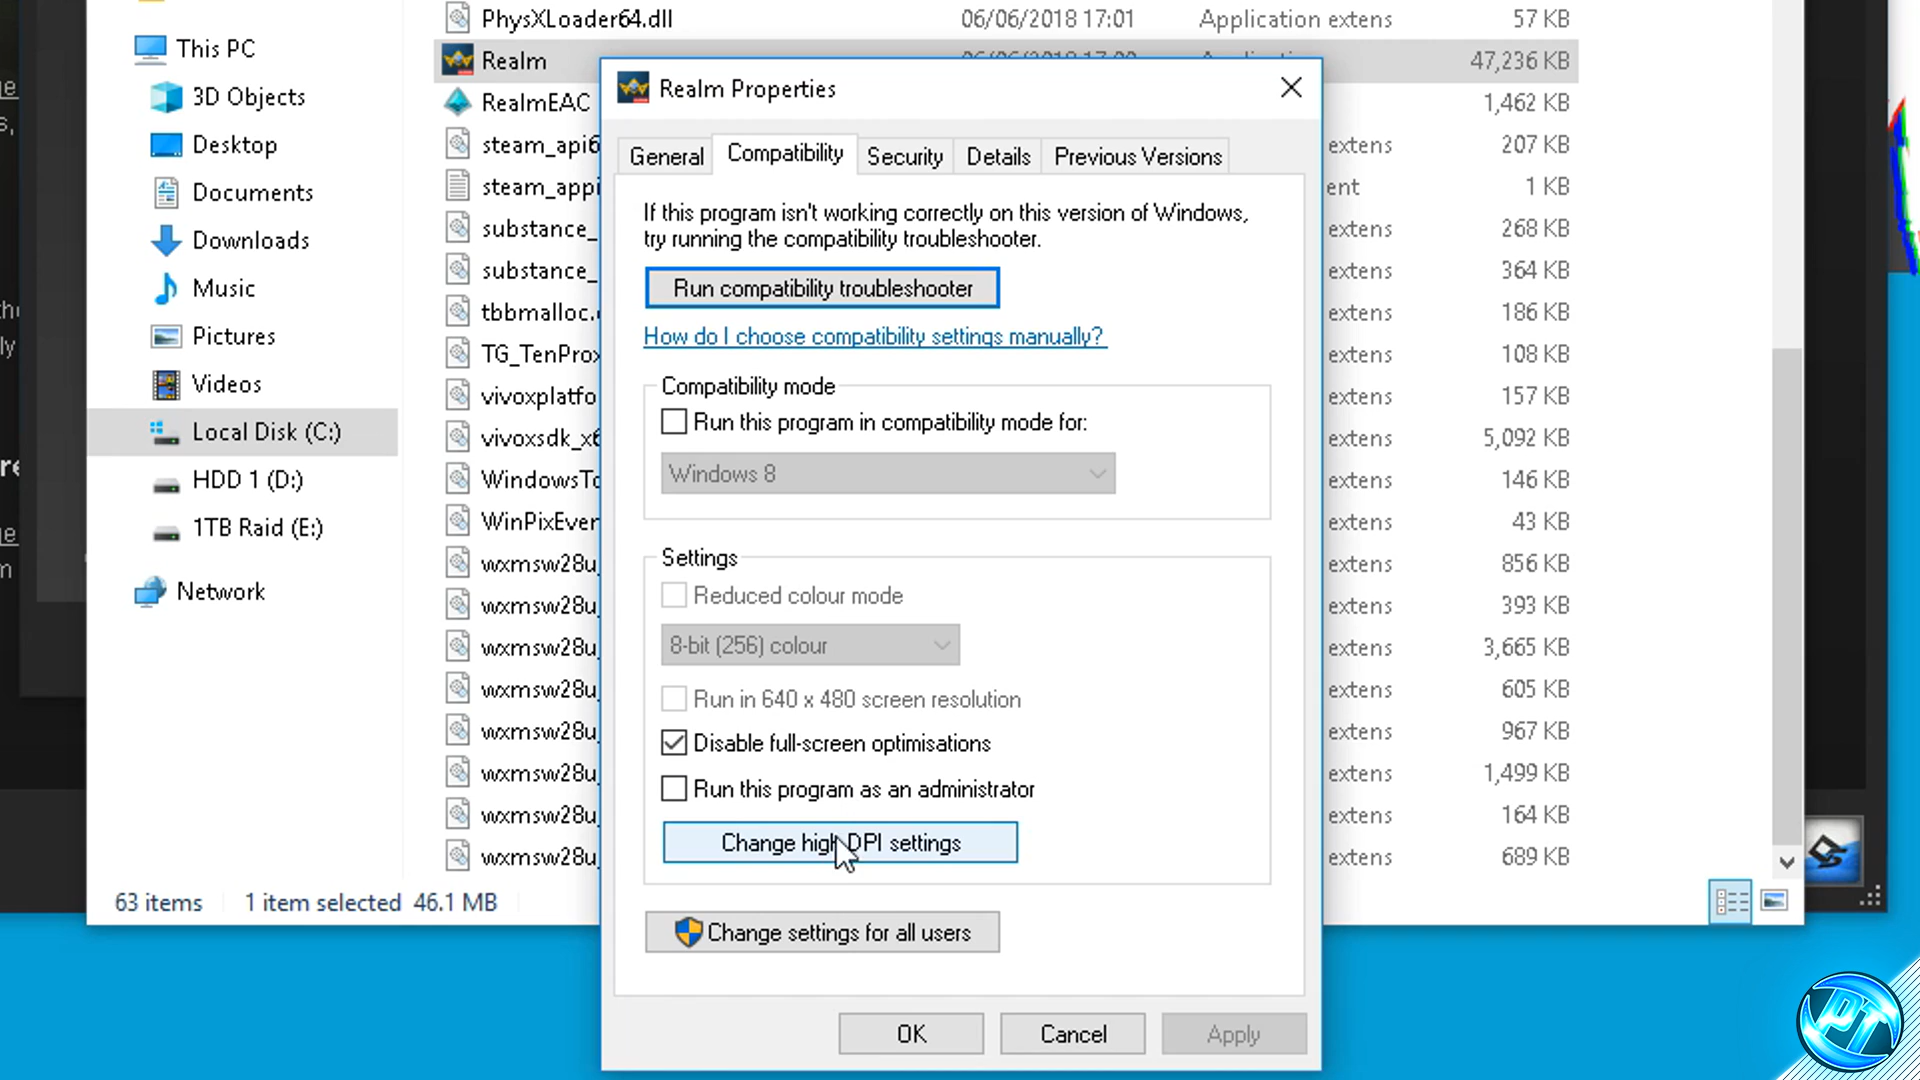 PhysXLoader64.dll 06/06/2018 17:01 Application extens 57 KB
This PC
Realm 47,236 KB
Realm Properties
3D Objects
RealmEAC 1,462 KB
Desktop
steam_api6 extens 207 KB
General Compatibility Security Details Previous Versions
Documents
steam_appi ent 1 KB
If this program isn't working correctly on this version of Windows,
try running the compatibility troubleshooter.
substance_ extens 268 KB
Downloads
substance_ extens 364 KB
Run compatibility troubleshooter
Music
tbbmalloc. extens 186 KB
How do I choose compatibility settings manually?
Pictures
TG_TenProx extens 108 KB
Videos
Compatibility mode
vivoxplatfo extens 157 KB
Run this program in compatibility mode for:
Local Disk (C:)
vivoxsdk_x6 extens 5,092 KB
Windows 8
HDD 1 (D:)
WindowsTo extens 146 KB
1TB Raid (E:)
WinPixEven extens 43 KB
Settings
wxmsw28u_ extens 856 KB
Network
Reduced colour mode
wxmsw28u_ extens 393 KB
8-bit (256) colour
wxmsw28u_ extens 3,665 KB
wxmsw28u_ extens 605 KB
Run in 640 x 480 screen resolution
wxmsw28u_ extens 967 KB
Disable full-screen optimisations
wxmsw28u_ extens 1,499 KB
Run this program as an administrator
wxmsw28u_ extens 164 KB
Change high DPI settings
wxmsw28u_ extens 689 KB
63 items 1 item selected 46.1 MB
Change settings for all users
OK Cancel Apply
PT